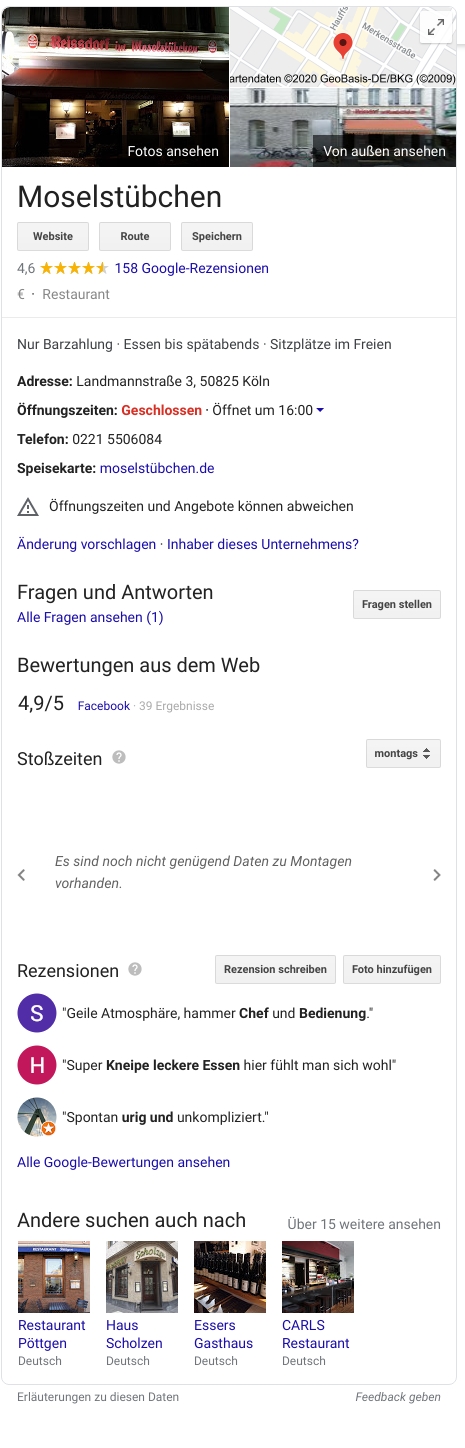 Reissdorf im Moselstübchen
Hauffs
Merkensstraße
artendaten ©2020 GeoBasis-DE/BKG (©2009)
Fotos ansehen
Von außen ansehen
Moselstübchen
Website
Route
Speichern
4,6 158 Google-Rezensionen
€ · Restaurant
Nur Barzahlung · Essen bis spätabends · Sitzplätze im Freien
Adresse: Landmannstraße 3, 50825 Köln
Öffnungszeiten: Geschlossen · Öffnet um 16:00
Telefon: 0221 5506084
Speisekarte: moselstübchen.de
Öffnungszeiten und Angebote können abweichen
Änderung vorschlagen · Inhaber dieses Unternehmens?
Fragen und Antworten
Alle Fragen ansehen (1)
Fragen stellen
Bewertungen aus dem Web
4,9/5 Facebook · 39 Ergebnisse
Stoßzeiten ?
montags
Es sind noch nicht genügend Daten zu Montagen
vorhanden.
Rezensionen ?
Rezension schreiben
Foto hinzufügen
S
"Geile Atmosphäre, hammer Chef und Bedienung."
H
"Super Kneipe leckere Essen hier fühlt man sich wohl"
"Spontan urig und unkompliziert."
Alle Google-Bewertungen ansehen
Andere suchen auch nach
Über 15 weitere ansehen
RESTAURANT
Scholzen
Restaurant
Pöttgen
Deutsch
Haus
Scholzen
Deutsch
Essers
Gasthaus
Deutsch
CARLS
Restaurant
Deutsch
Erläuterungen zu diesen Daten
Feedback geben